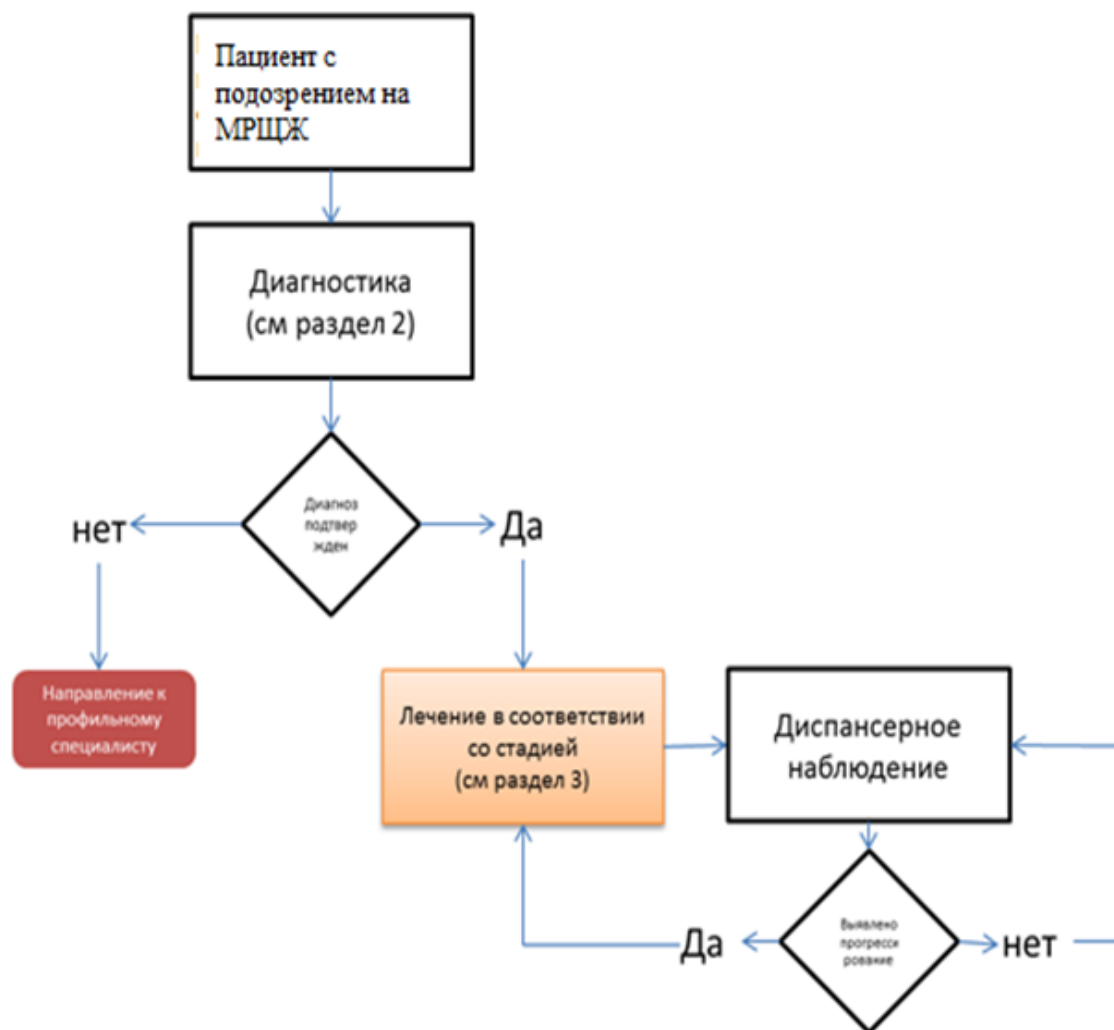 Пациент с
подозрением на
МРЩЖ
Диагностика
(см раздел 2)
Диагноз
подтвер
жден
нет
Да
Направление к
профильному
специалисту
Лечение в соответствии
со стадией
(см раздел 3)
Диспансерное
наблюдение
Выявлено
прогресси
рование
Да
нет